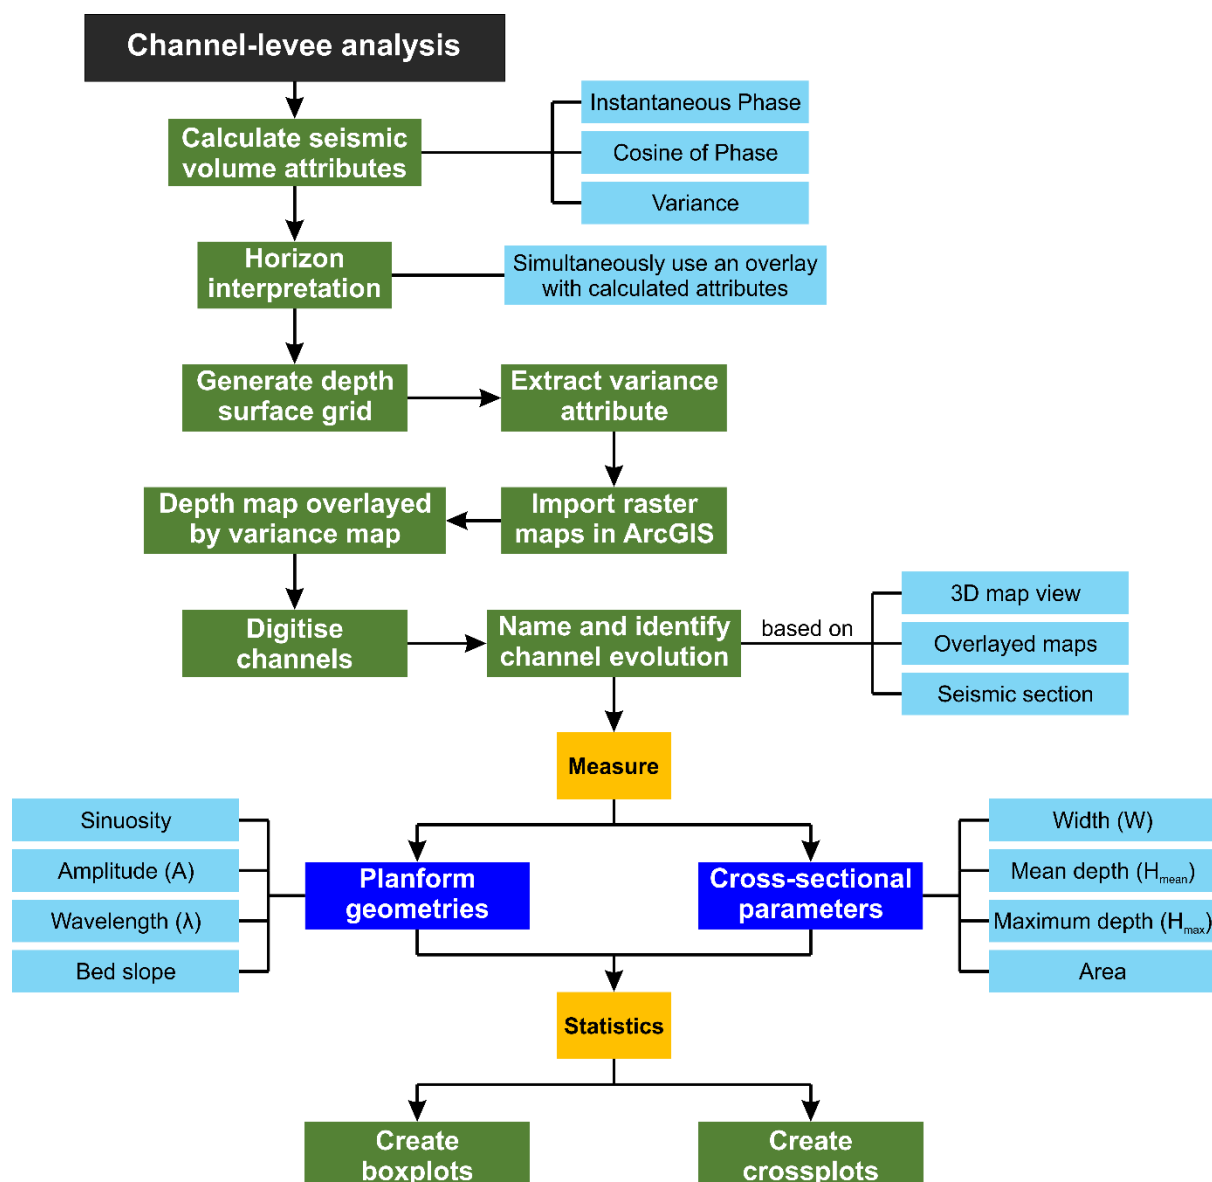 Channel-levee analysis
Calculate seismic
volume attributes
Instantaneous Phase
Cosine of Phase
Variance
Horizon
interpretation
Simultaneously use an overlay
with calculated attributes
Generate depth
surface grid
Extract variance
attribute
Depth map overlayed
by variance map
Import raster
maps in ArcGIS
Digitise
channels
Name and identify
channel evolution
based on
3D map view
Overlayed maps
Seismic section
Measure
Sinuosity
Amplitude (A)
Wavelength (λ)
Bed slope
Planform
geometries
Cross-sectional
parameters
Width (W)
Mean depth (Hmean)
Maximum depth (Hmax)
Area
Statistics
Create
boxplots
Create
crossplots